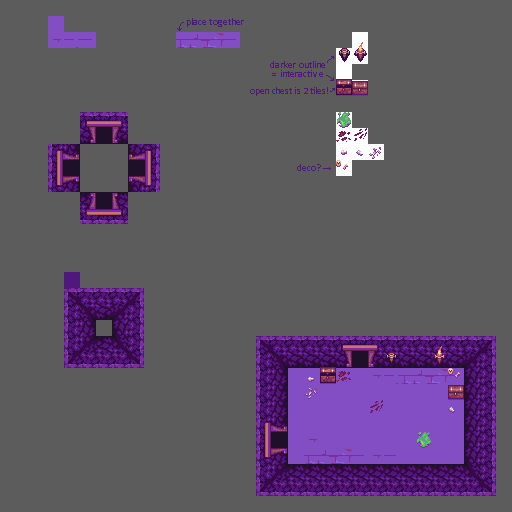 place together
darker outline
= interactive
open chest is 2 tiles!
deco?